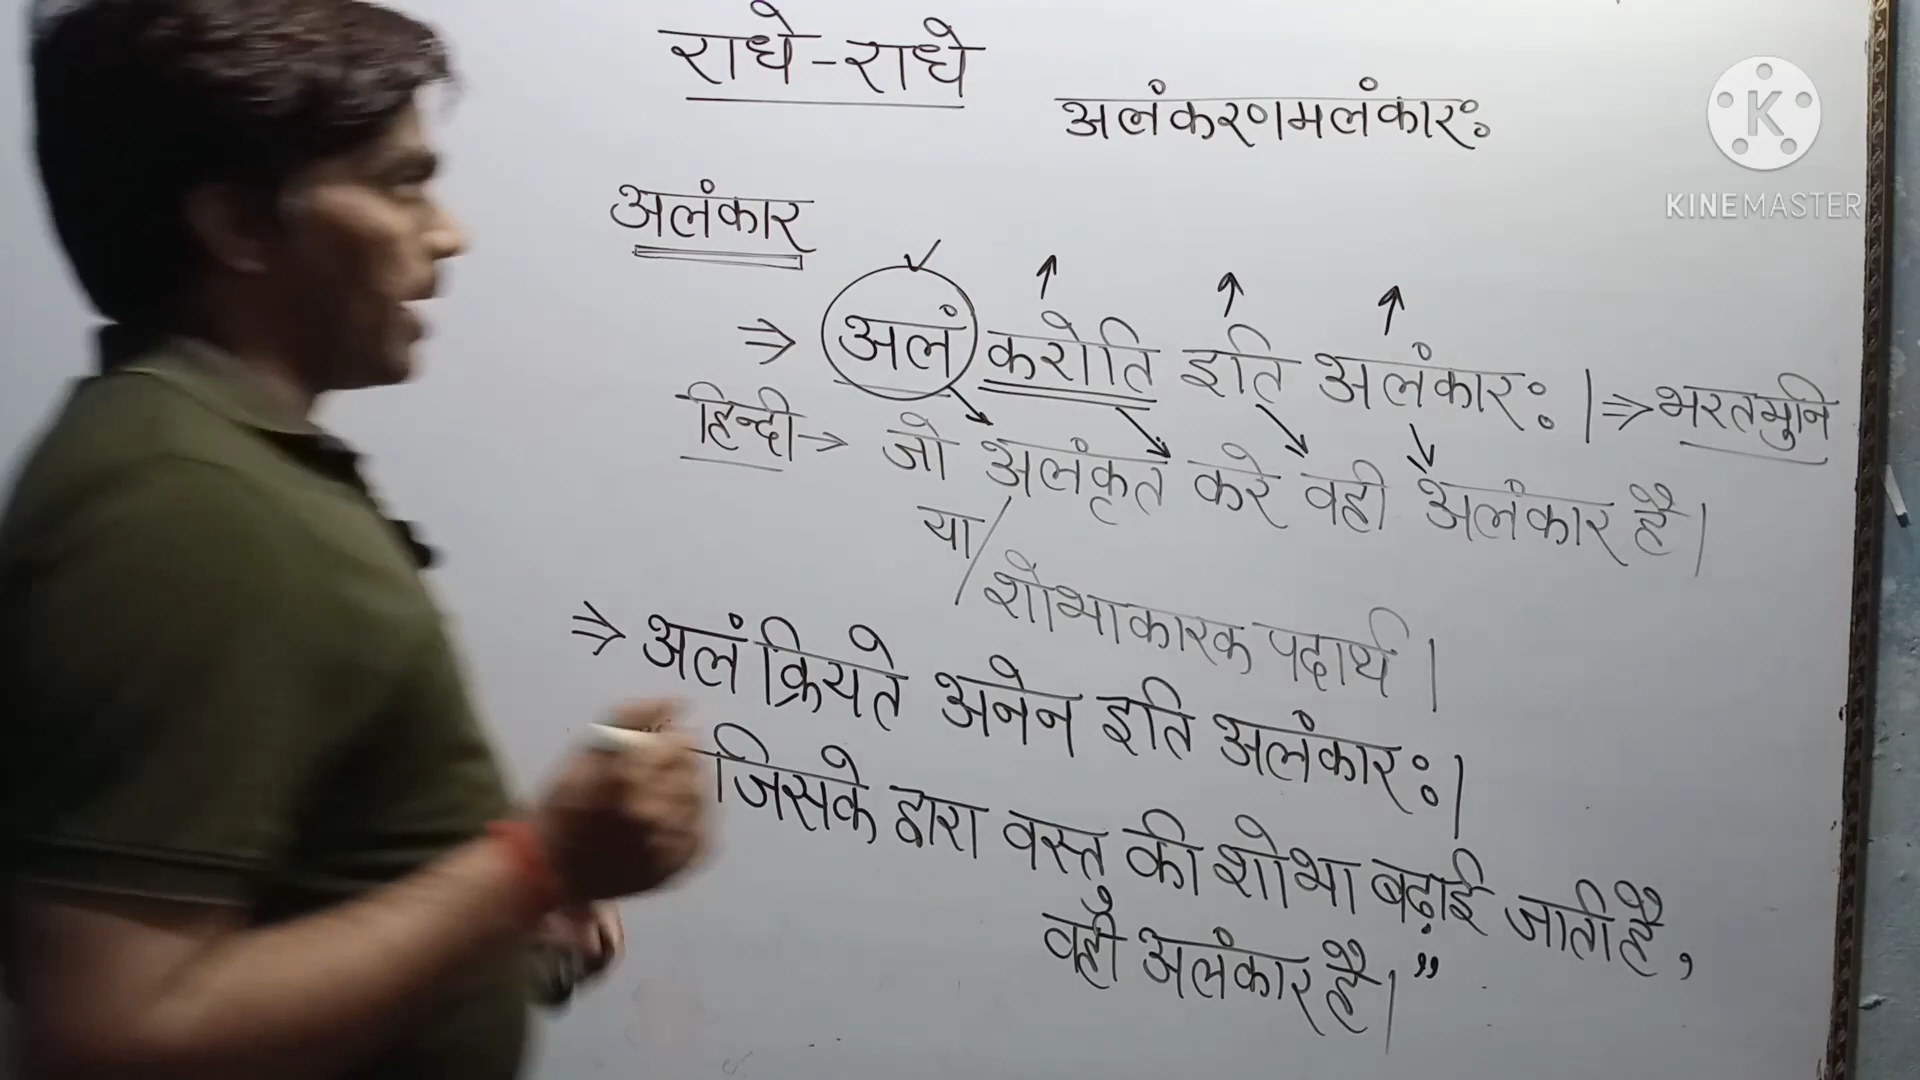 राधे-राधे
अलंकरणमलंकारः
K
KINEMASTER
अलंकार
⇒ अलं करोति इति अलंकारः । ⇒ भरतमुनि
हिन्दी → जो अलंकृत करे वही अलंकार है।
या / शोभाकारक पदार्थ।
⇒ अलं क्रियते अनेन इति अलंकारः।
जिसके द्वारा वस्तु की शोभा बढ़ाई जाती है,
वहाँ अलंकार है।”